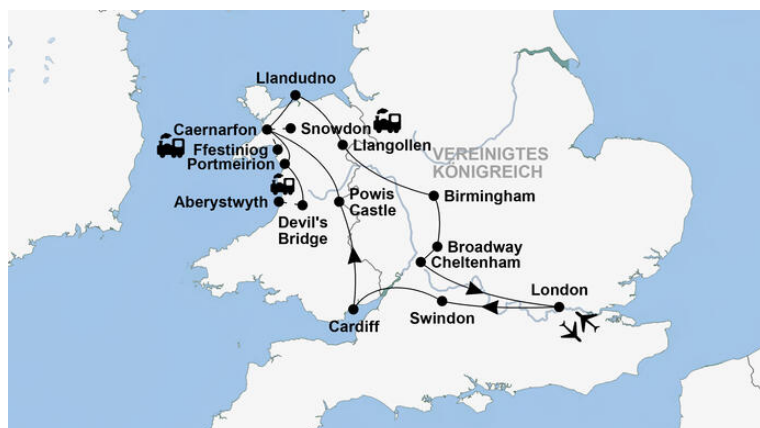 Llandudno
Caernarfon
Snowdon
Ffestiniog
Llangollen
Portmeirion
VEREINIGTES
KÖNIGREICH
Aberystwyth
Devil's
Bridge
Powis
Castle
Birmingham
Broadway
Cheltenham
London
Cardiff
Swindon